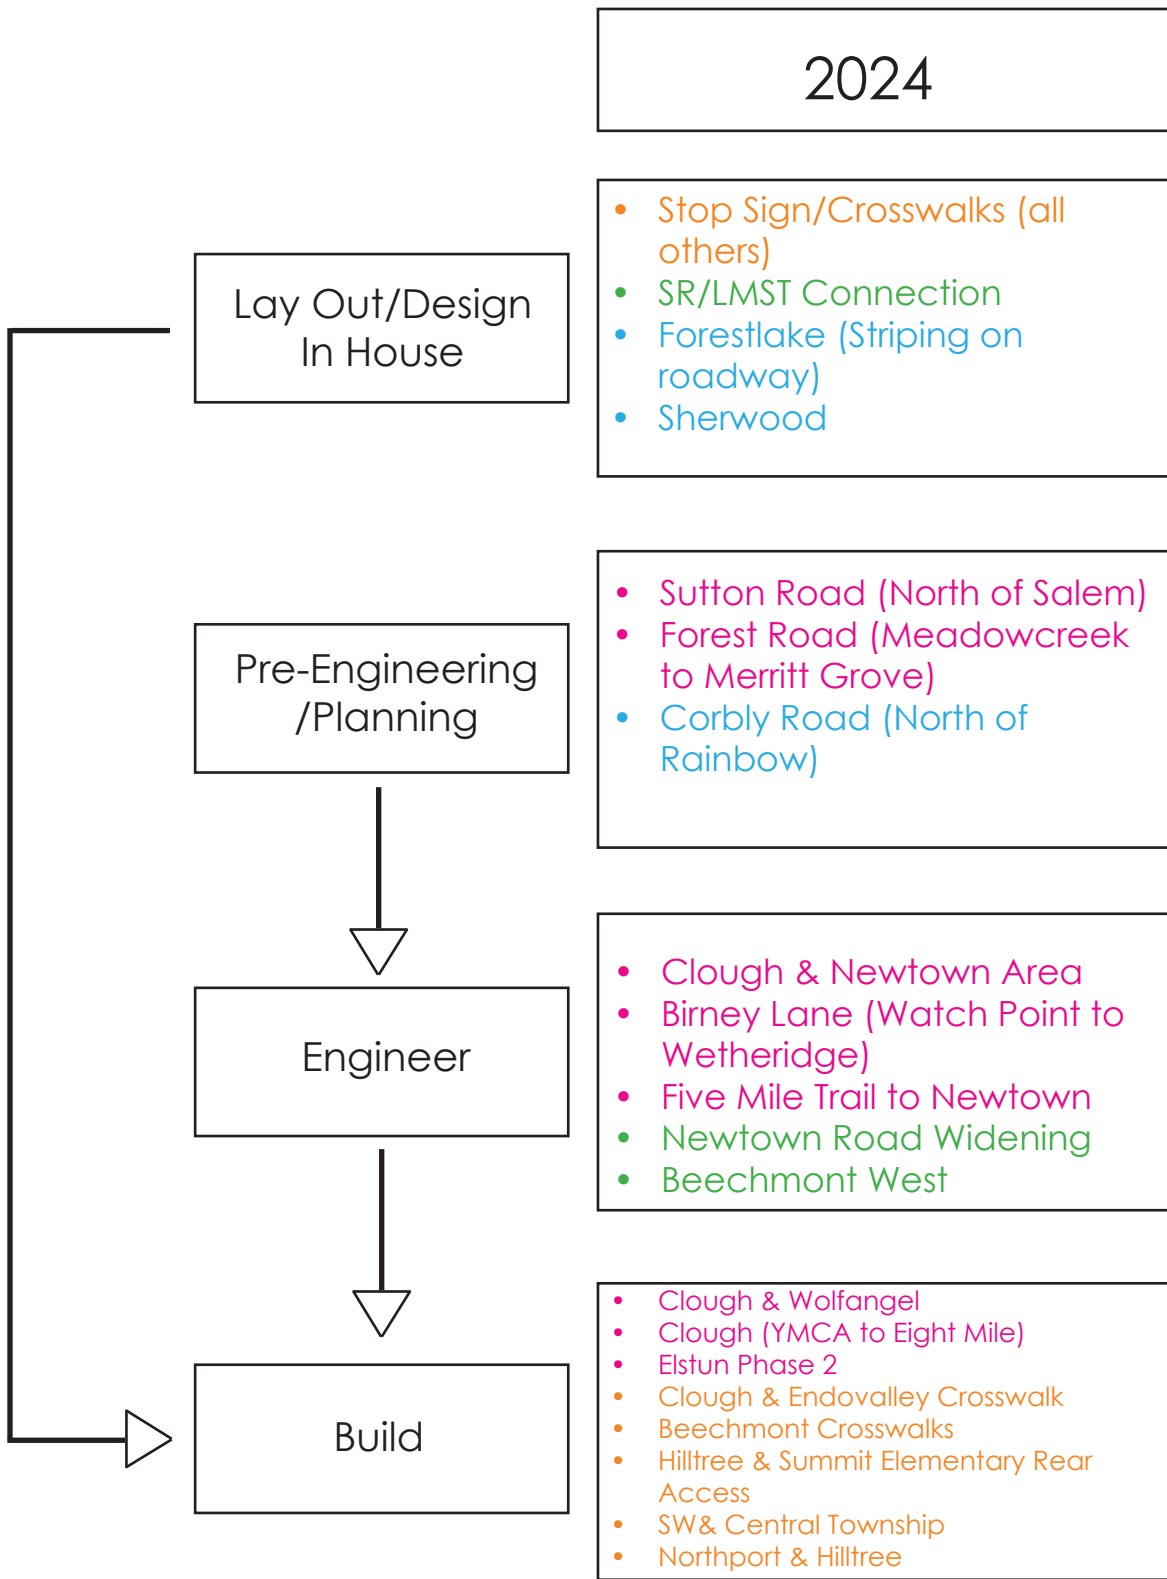 2024
Lay Out/Design
In House
• Stop Sign/Crosswalks (all
others)
• SR/LMST Connection
• Forestlake (Striping on
roadway)
• Sherwood
Pre-Engineering
/Planning
• Sutton Road (North of Salem)
• Forest Road (Meadowcreek
to Merritt Grove)
• Corbly Road (North of
Rainbow)
Engineer
• Clough & Newtown Area
• Birney Lane (Watch Point to
Wetheridge)
• Five Mile Trail to Newtown
• Newtown Road Widening
• Beechmont West
Build
• Clough & Wolfangel
• Clough (YMCA to Eight Mile)
• Elstun Phase 2
• Clough & Endovalley Crosswalk
• Beechmont Crosswalks
• Hilltree & Summit Elementary Rear
Access
• SW& Central Township
• Northport & Hilltree